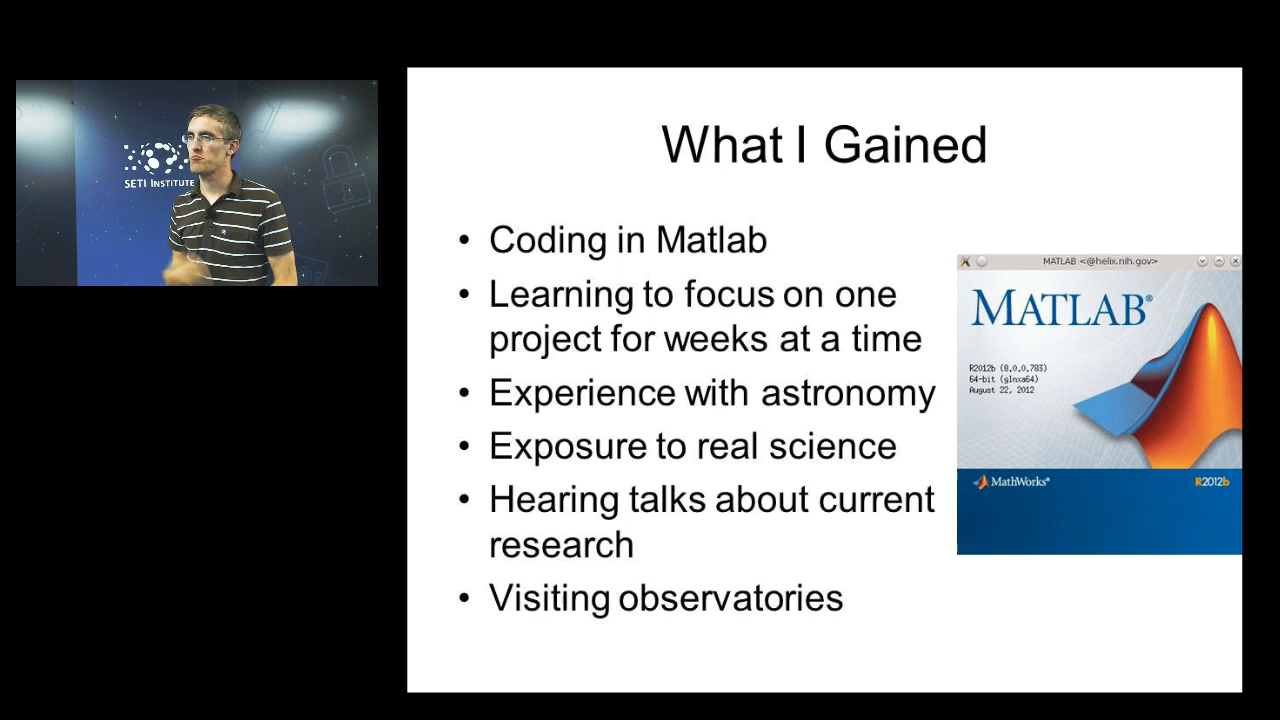 SETI INSTITUTE
What I Gained
• Coding in Matlab
• Learning to focus on one
project for weeks at a time
• Experience with astronomy
• Exposure to real science
• Hearing talks about current
research
• Visiting observatories
MATLAB <@helix.nih.gov>
MATLAB®
R2012b (8.0.0.783)
64-bit (glnxa64)
August 22, 2012
MathWorks®
R2012b